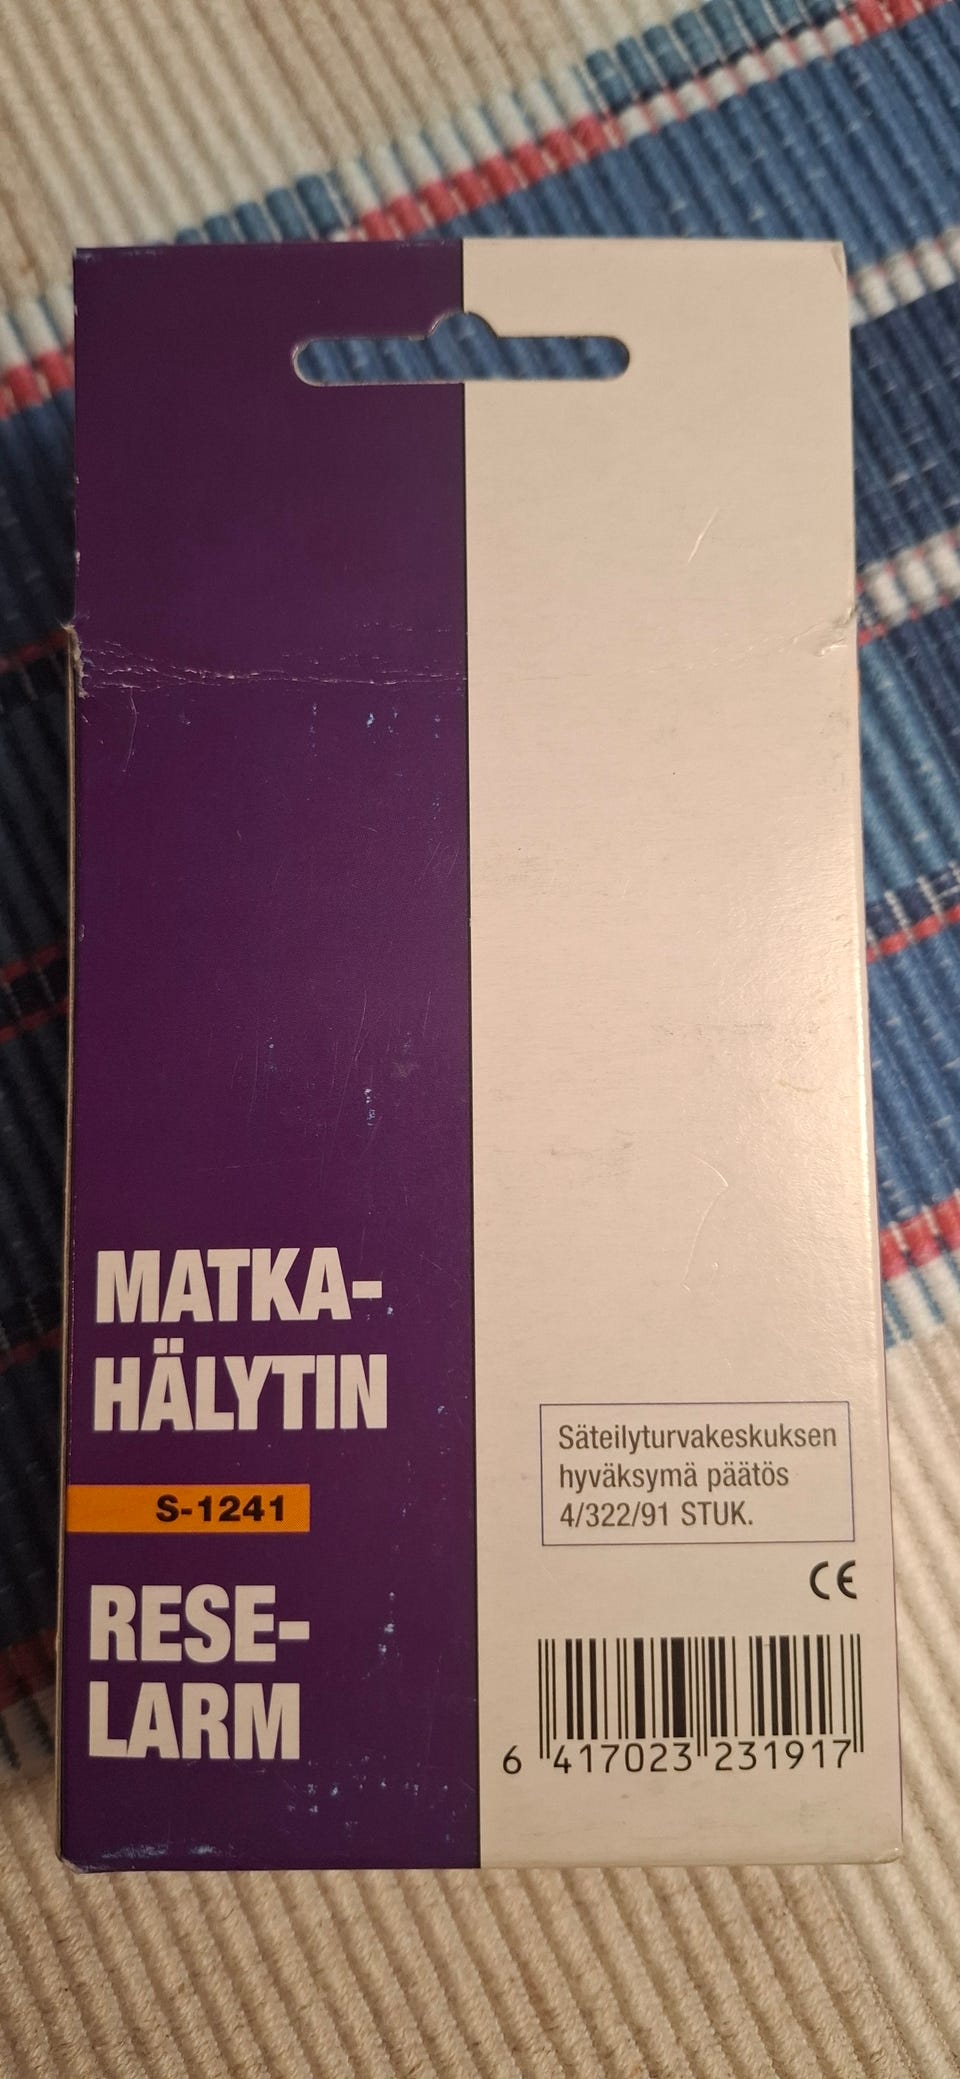 MATKA-
HÄLYTIN
S-1241
RESE-
LARM
Säteilyturvakeskuksen
hyväksymä päätös
4/322/91 STUK.
CE
6 417023 231917